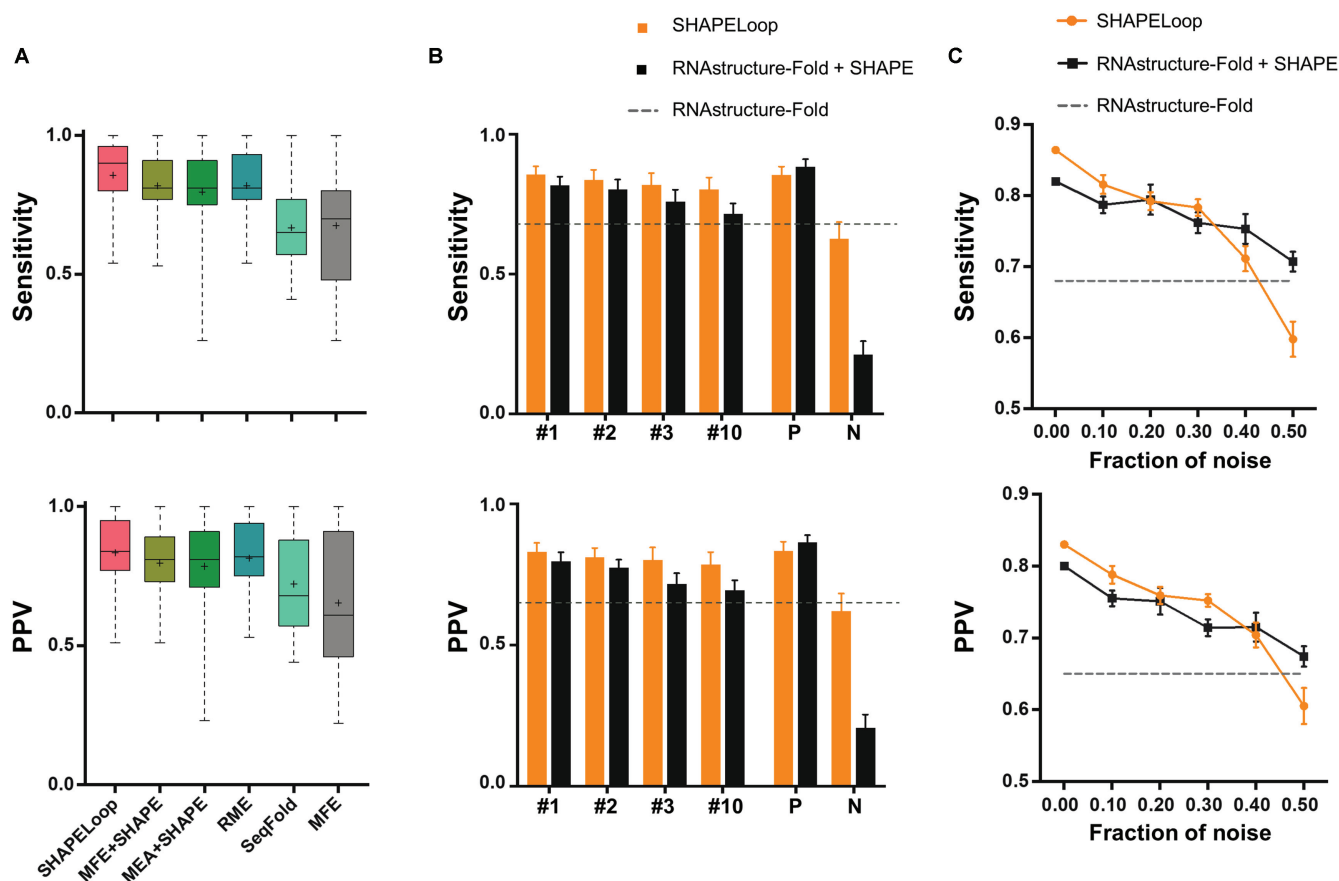 A
Sensitivity
1.0
0.5
0.0
PPV
1.0
0.5
0.0
SHAPELoop
MFE+SHAPE
MEA+SHAPE
RME
SeqFold
MFE
B
SHAPELoop
RNAstructure-Fold + SHAPE
RNAstructure-Fold
Sensitivity
1.0
0.5
0.0
#1 #2 #3 #10 P N
PPV
1.0
0.5
0.0
#1 #2 #3 #10 P N
C
SHAPELoop
RNAstructure-Fold + SHAPE
RNAstructure-Fold
Sensitivity
0.9
0.8
0.7
0.6
0.5
0.00 0.10 0.20 0.30 0.40 0.50
Fraction of noise
PPV
0.9
0.8
0.7
0.6
0.5
0.00 0.10 0.20 0.30 0.40 0.50
Fraction of noise